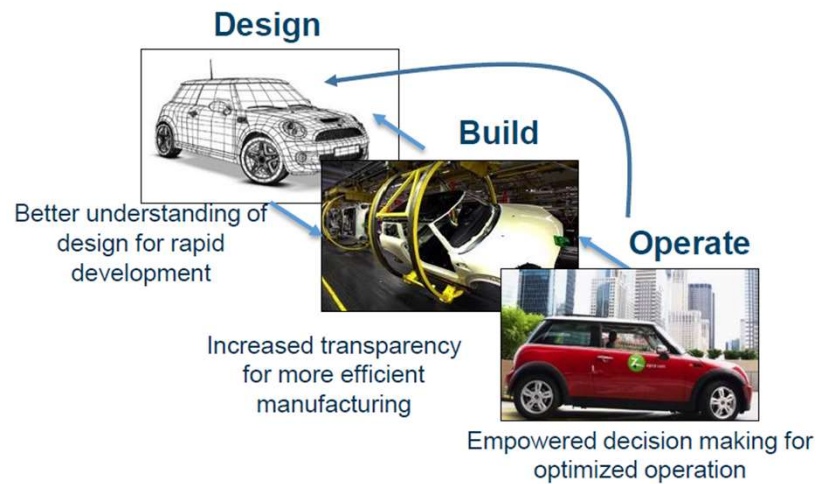 Design
Build
Better understanding of
design for rapid
development
Operate
Increased transparency
for more efficient
manufacturing
Empowered decision making for
optimized operation